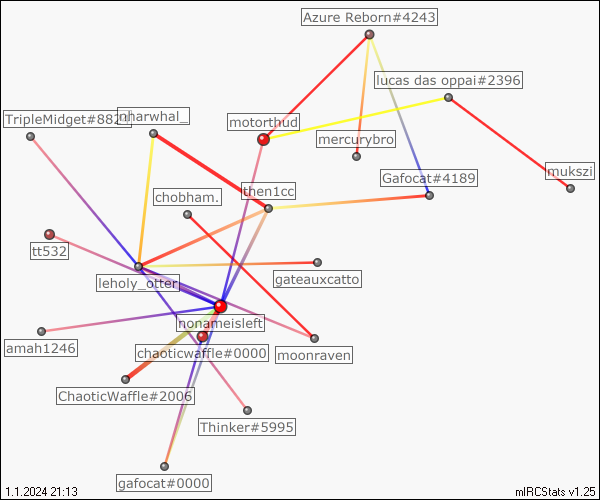 Azure Reborn#4243
lucas das oppai#2396
TripleMidget#882
nharwhal_
motorthud
mercurybro
Gafocat#4189
mukszi
then1cc
chobham.
tt532
leholy_otter
gateauxcatto
nonameisleft
amah1246
chaoticwaffle#0000
moonraven
ChaoticWaffle#2006
Thinker#5995
gafocat#0000
1.1.2024 21:13
mIRCStats v1.25